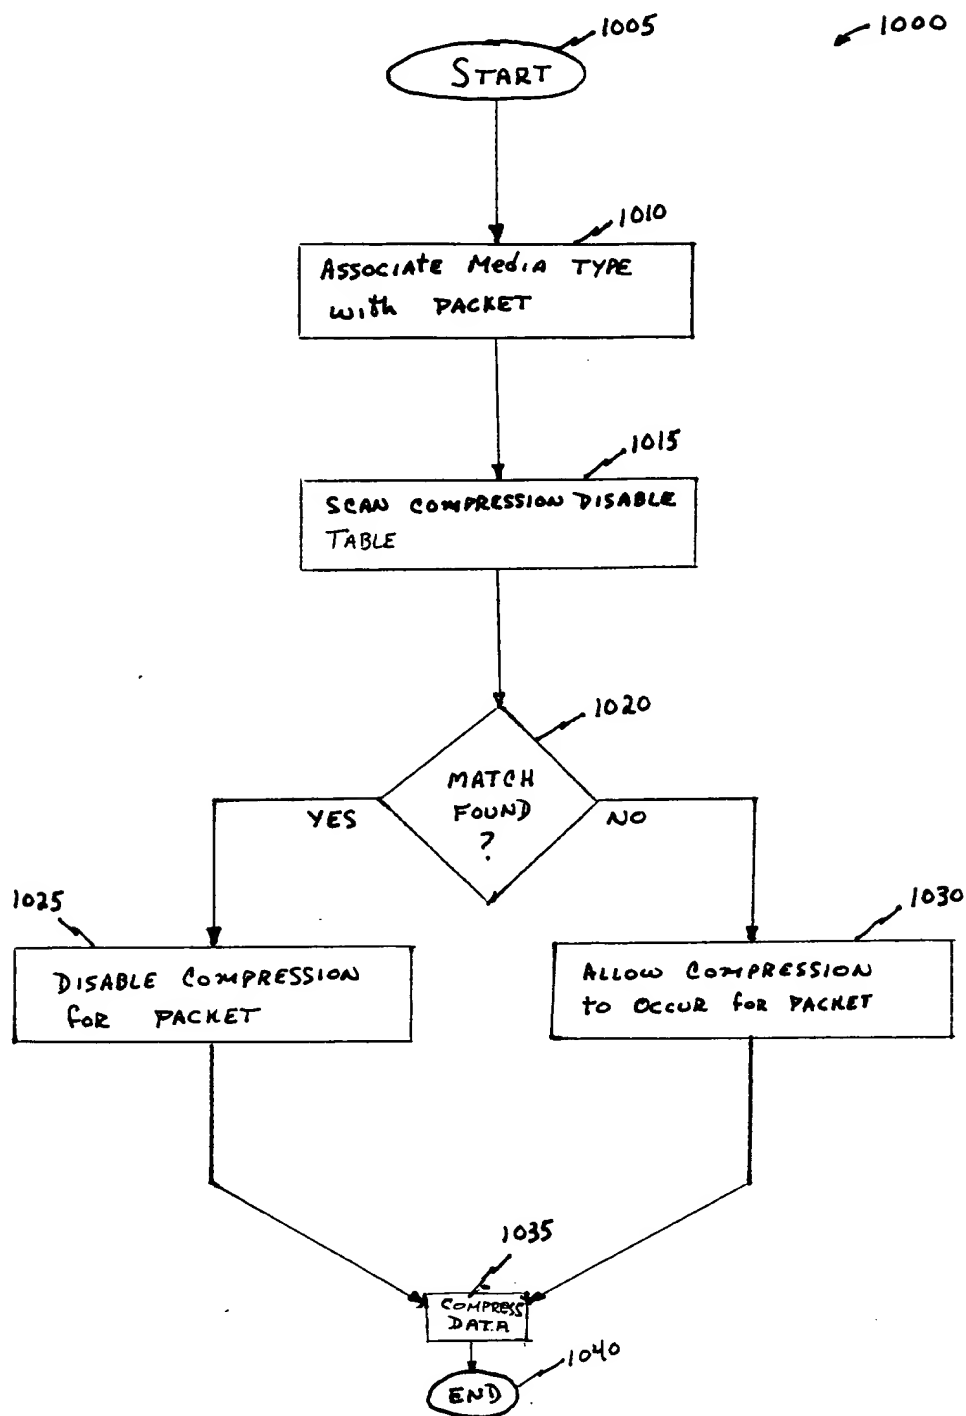 1005
1000
START
1010
ASSOCIATE MEDIA TYPE
with PACKET
1015
SCAN COMPRESSION DISABLE
TABLE
1020
MATCH
FOUND
?
YES
NO
1025
1030
DISABLE COMPRESSION
for PACKET
ALLOW COMPRESSION
to OCCUR for PACKET
1035
COMPRESS
DATA
1040
END